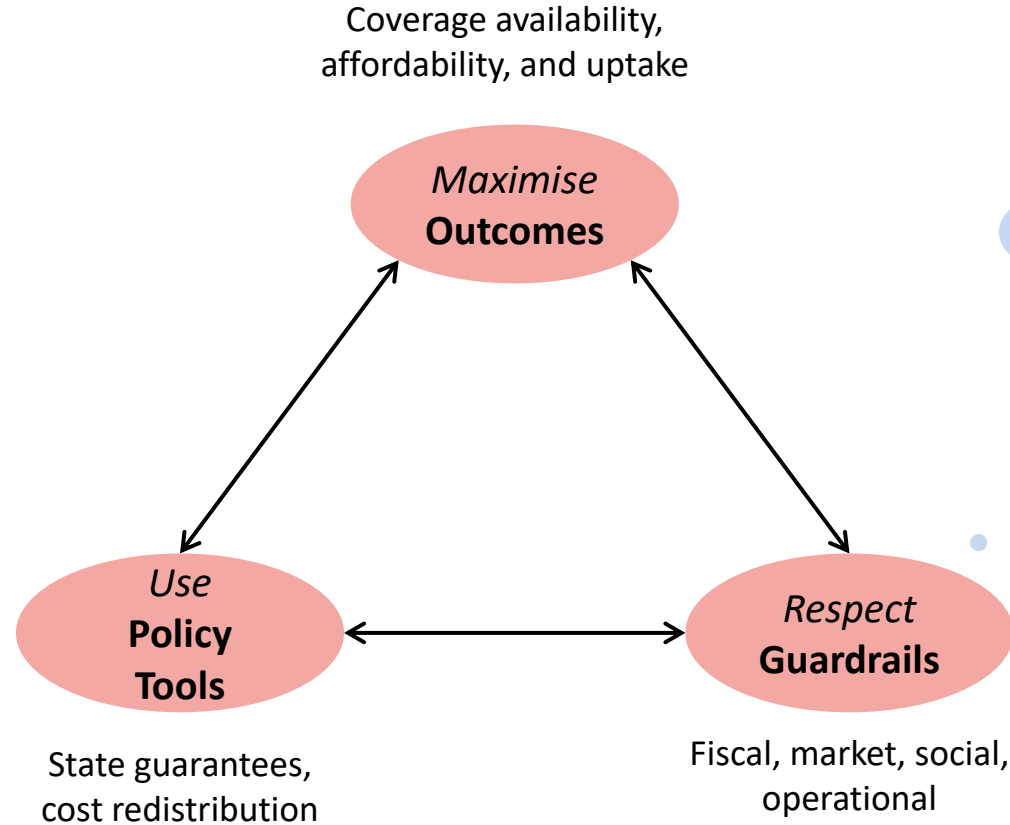 Coverage availability,
affordability, and uptake
Maximise
Outcomes
Use
Policy
Tools
Respect
Guardrails
State guarantees,
cost redistribution
Fiscal, market, social,
operational